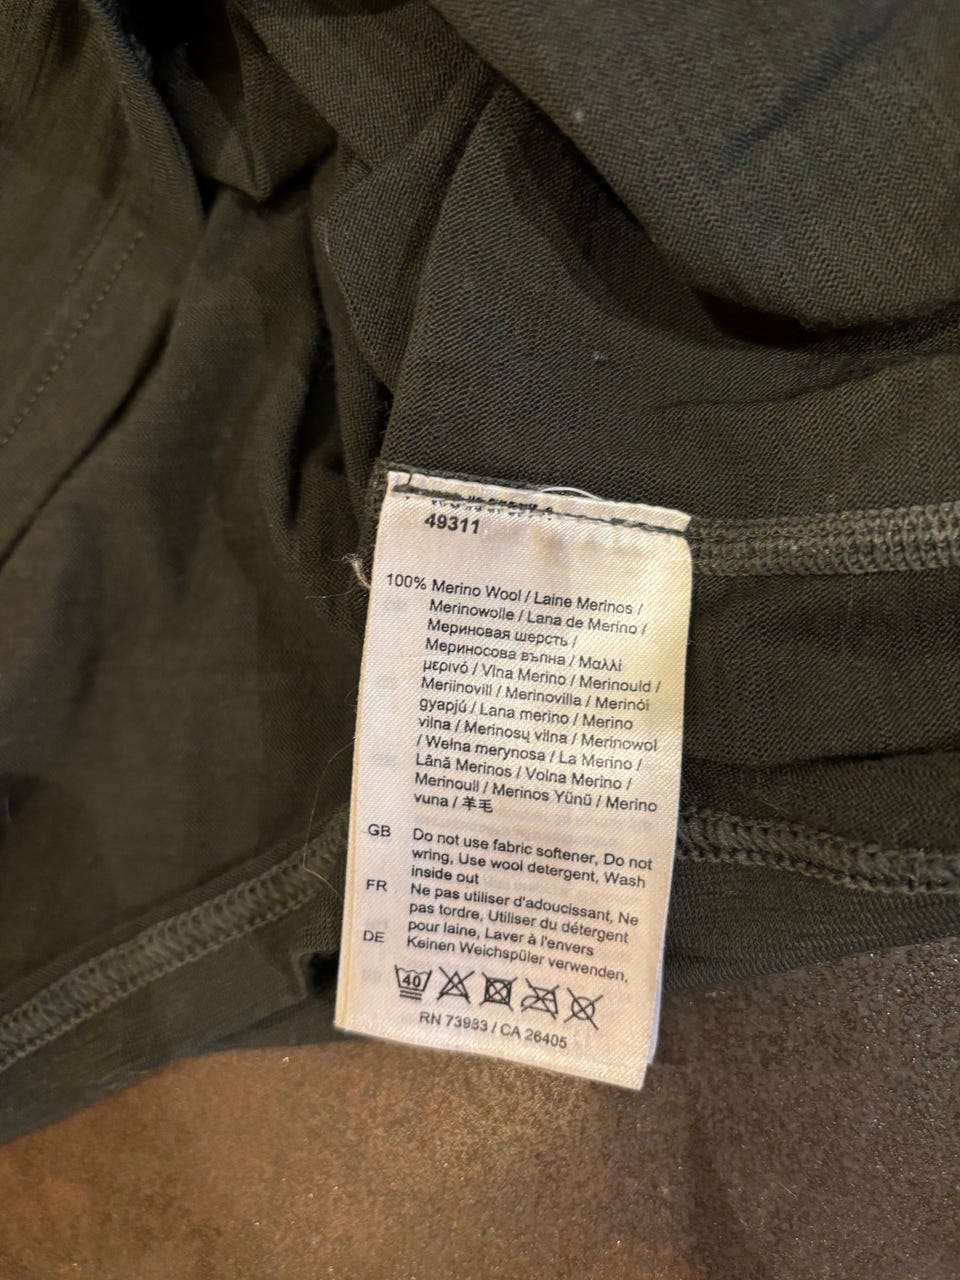 49311
100% Merino Wool / Laine Merinos /
Merinowolle / Lana de Merino /
Мериновая шерсть /
Мериносова вълна / Μαλλί
μερινό / Vlna Merino / Merinould /
Meriinovill / Merinovilla / Merinói
gyapjú / Lana merino / Merino
vilna / Merinosų vilna / Merinowol
/ Wełna merynosa / La Merino /
Lână Merinos / Volna Merino /
Merinoull / Merinos Yünü / Merino
vuna / 羊毛
GB Do not use fabric softener, Do not
wring, Use wool detergent, Wash
inside out
FR Ne pas utiliser d'adoucissant, Ne
pas tordre, Utiliser du détergent
pour laine, Laver à l'envers
DE Keinen Weichspüler verwenden,
40
RN 73983 / CA 26405